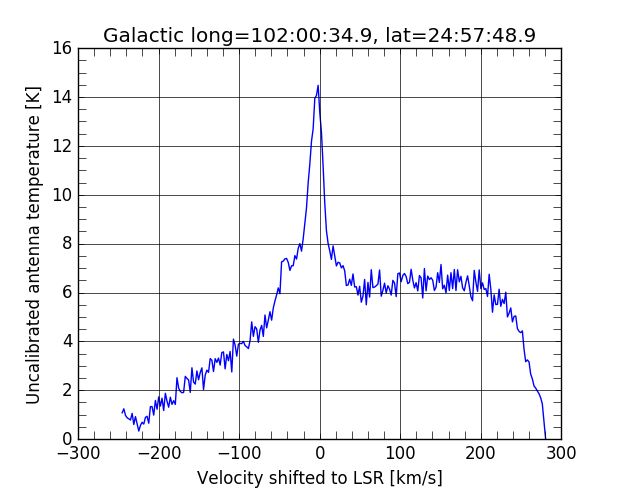 Galactic long=102:00:34.9, lat=24:57:48.9
Uncalibrated antenna temperature [K]
16
14
12
10
8
6
4
2
0
−300 −200 −100 0 100 200 300
Velocity shifted to LSR [km/s]